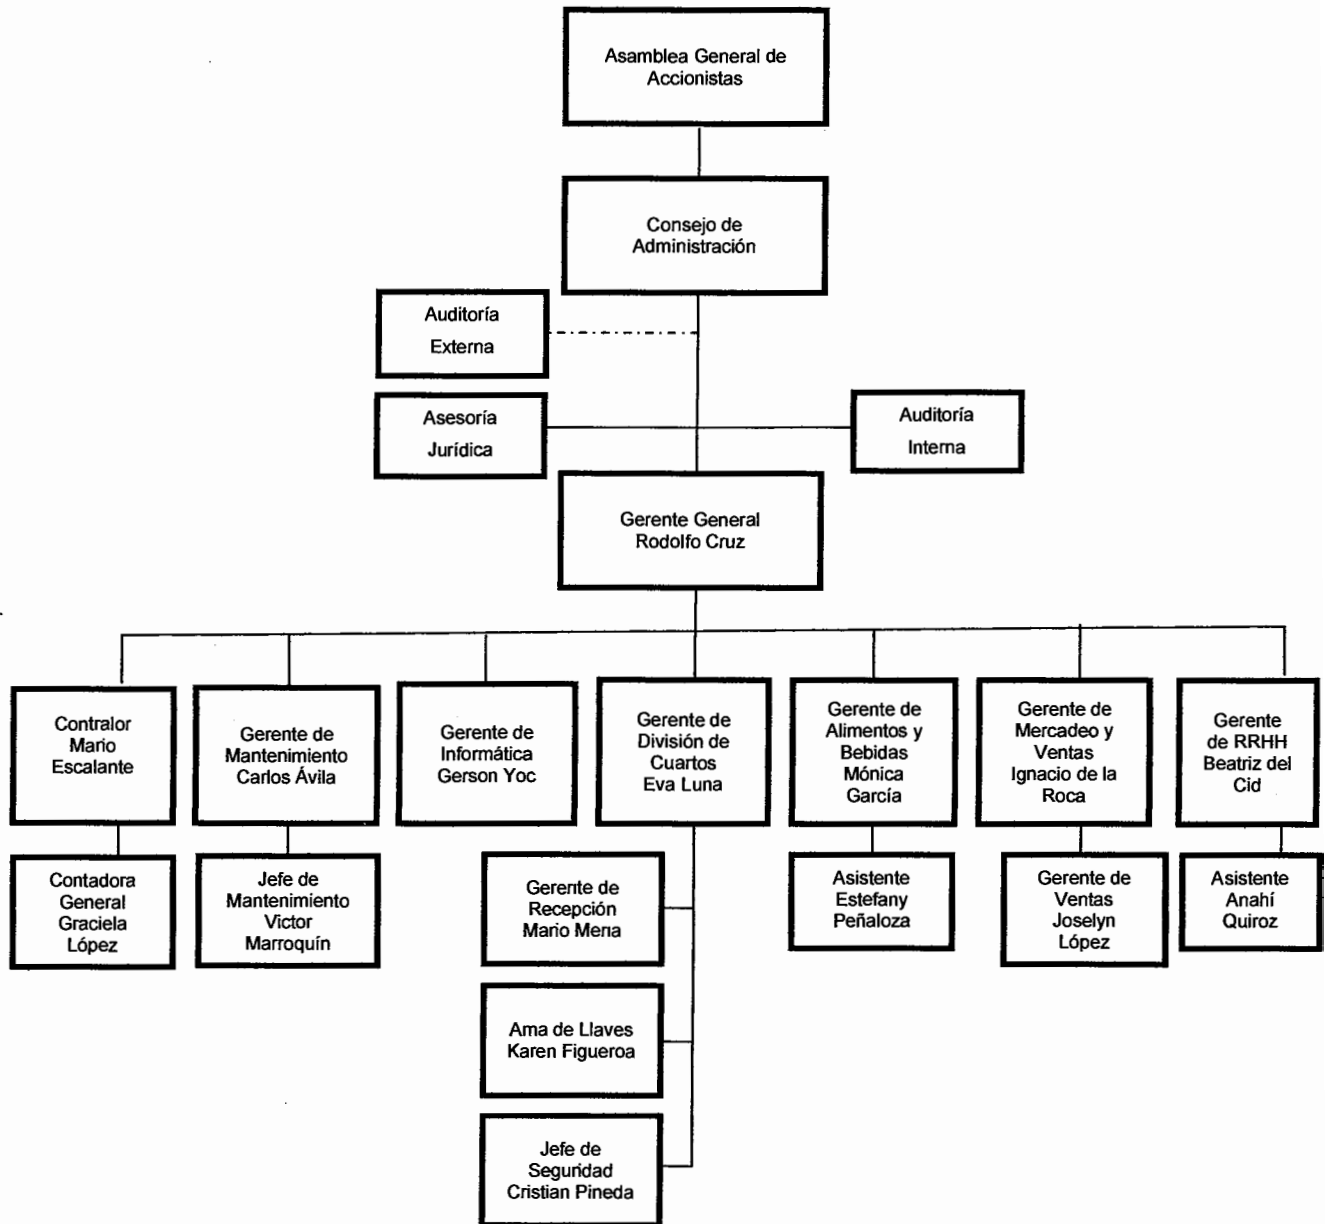 Asamblea General de
Accionistas
Consejo de
Administración
Auditoría
Externa
Asesoría
Jurídica
Auditoría
Interna
Gerente General
Rodolfo Cruz
Contralor
Mario
Escalante
Gerente de
Mantenimiento
Carlos Ávila
Gerente de
Informática
Gerson Yoc
Gerente de
División de
Cuartos
Eva Luna
Gerente de
Alimentos y
Bebidas
Mónica
García
Gerente de
Mercadeo y
Ventas
Ignacio de la
Roca
Gerente
de RRHH
Beatriz del
Cid
Contadora
General
Graciela
López
Jefe de
Mantenimiento
Victor
Marroquín
Gerente de
Recepción
Mario Mena
Asistente
Estefany
Peñaloza
Gerente de
Ventas
Joselyn
López
Asistente
Anahí
Quiroz
Ama de Llaves
Karen Figueroa
Jefe de
Seguridad
Cristian Pineda